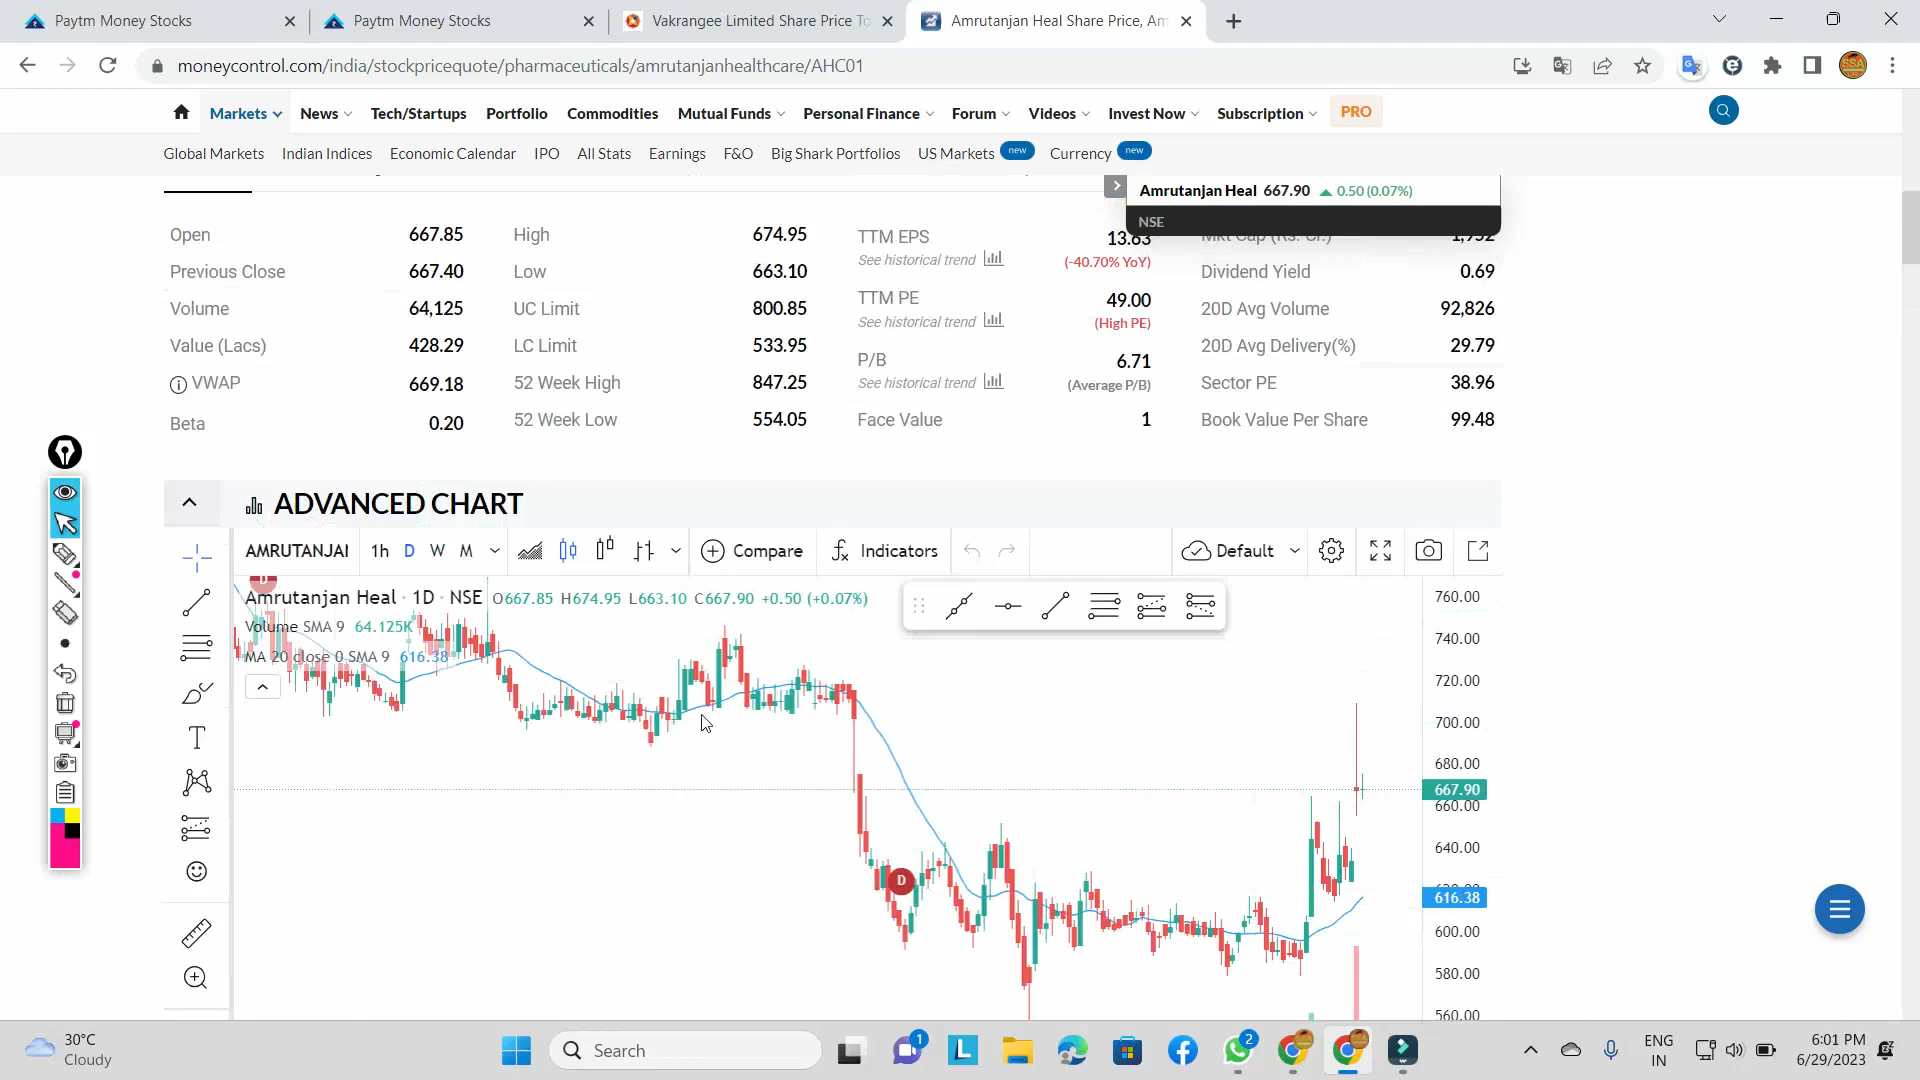 Paytm Money Stocks
Paytm Money Stocks
Vakrangee Limited Share Price To
Amrutanjan Heal Share Price, Am
moneycontrol.com/india/stockpricequote/pharmaceuticals/amrutanjanhealthcare/AHC01
SSA
Markets News Tech/Startups Portfolio Commodities Mutual Funds Personal Finance Forum Videos Invest Now Subscription PRO
Global Markets Indian Indices Economic Calendar IPO All Stats Earnings F&O Big Shark Portfolios US Markets new Currency new
Amrutanjan Heal 667.90 0.50 (0.07%)
NSE
Open 667.85
Previous Close 667.40
Volume 64,125
Value (Lacs) 428.29
VWAP 669.18
Beta 0.20
High 674.95
Low 663.10
UC Limit 800.85
LC Limit 533.95
52 Week High 847.25
52 Week Low 554.05
TTM EPS 13.63
See historical trend (-40.70% YoY)
TTM PE 49.00
See historical trend (High PE)
P/B 6.71
See historical trend (Average P/B)
Face Value 1
Mkt Cap (Rs. Cr.) 1,952
Dividend Yield 0.69
20D Avg Volume 92,826
20D Avg Delivery(%) 29.79
Sector PE 38.96
Book Value Per Share 99.48
ADVANCED CHART
AMRUTANJAI 1h D W M Compare Indicators Default
D
Amrutanjan Heal · 1D · NSE O667.85 H674.95 L663.10 C667.90 +0.50 (+0.07%)
Volume SMA 9 64.125K
MA 20 close 0 SMA 9 616.38
D
760.00
740.00
720.00
700.00
680.00
667.90
660.00
640.00
616.38
600.00
580.00
560.00
30°C
Cloudy
Search
1
L
2
ENG
IN
6:01 PM
6/29/2023